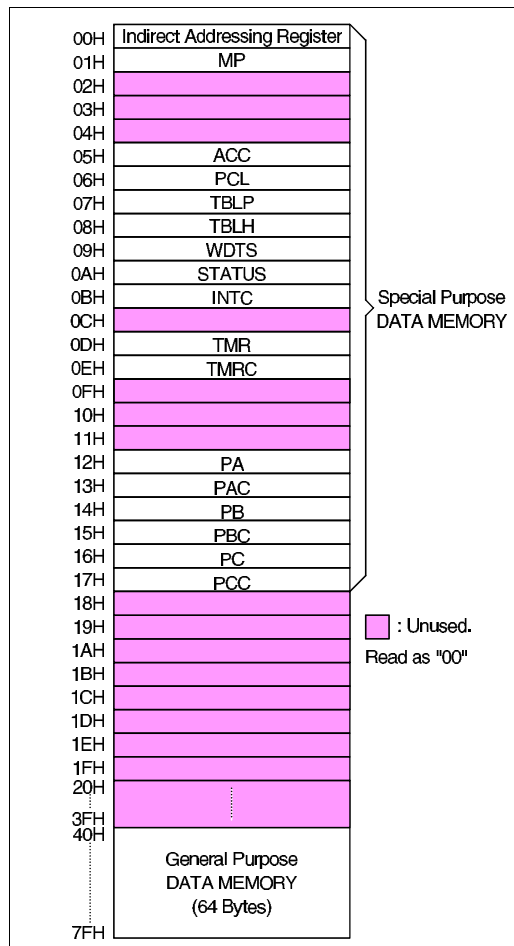 00H Indirect Addressing Register
01H MP
02H
03H
04H
05H ACC
06H PCL
07H TBLP
08H TBLH
09H WDTS
0AH STATUS
0BH INTC
0CH
0DH TMR
0EH TMRC
0FH
10H
11H
12H PA
13H PAC
14H PB
15H PBC
16H PC
17H PCC
18H
19H
1AH
1BH
1CH
1DH
1EH
1FH
20H
3FH
40H
General Purpose
DATA MEMORY
(64 Bytes)
7FH
Special Purpose
DATA MEMORY
: Unused.
Read as "00"